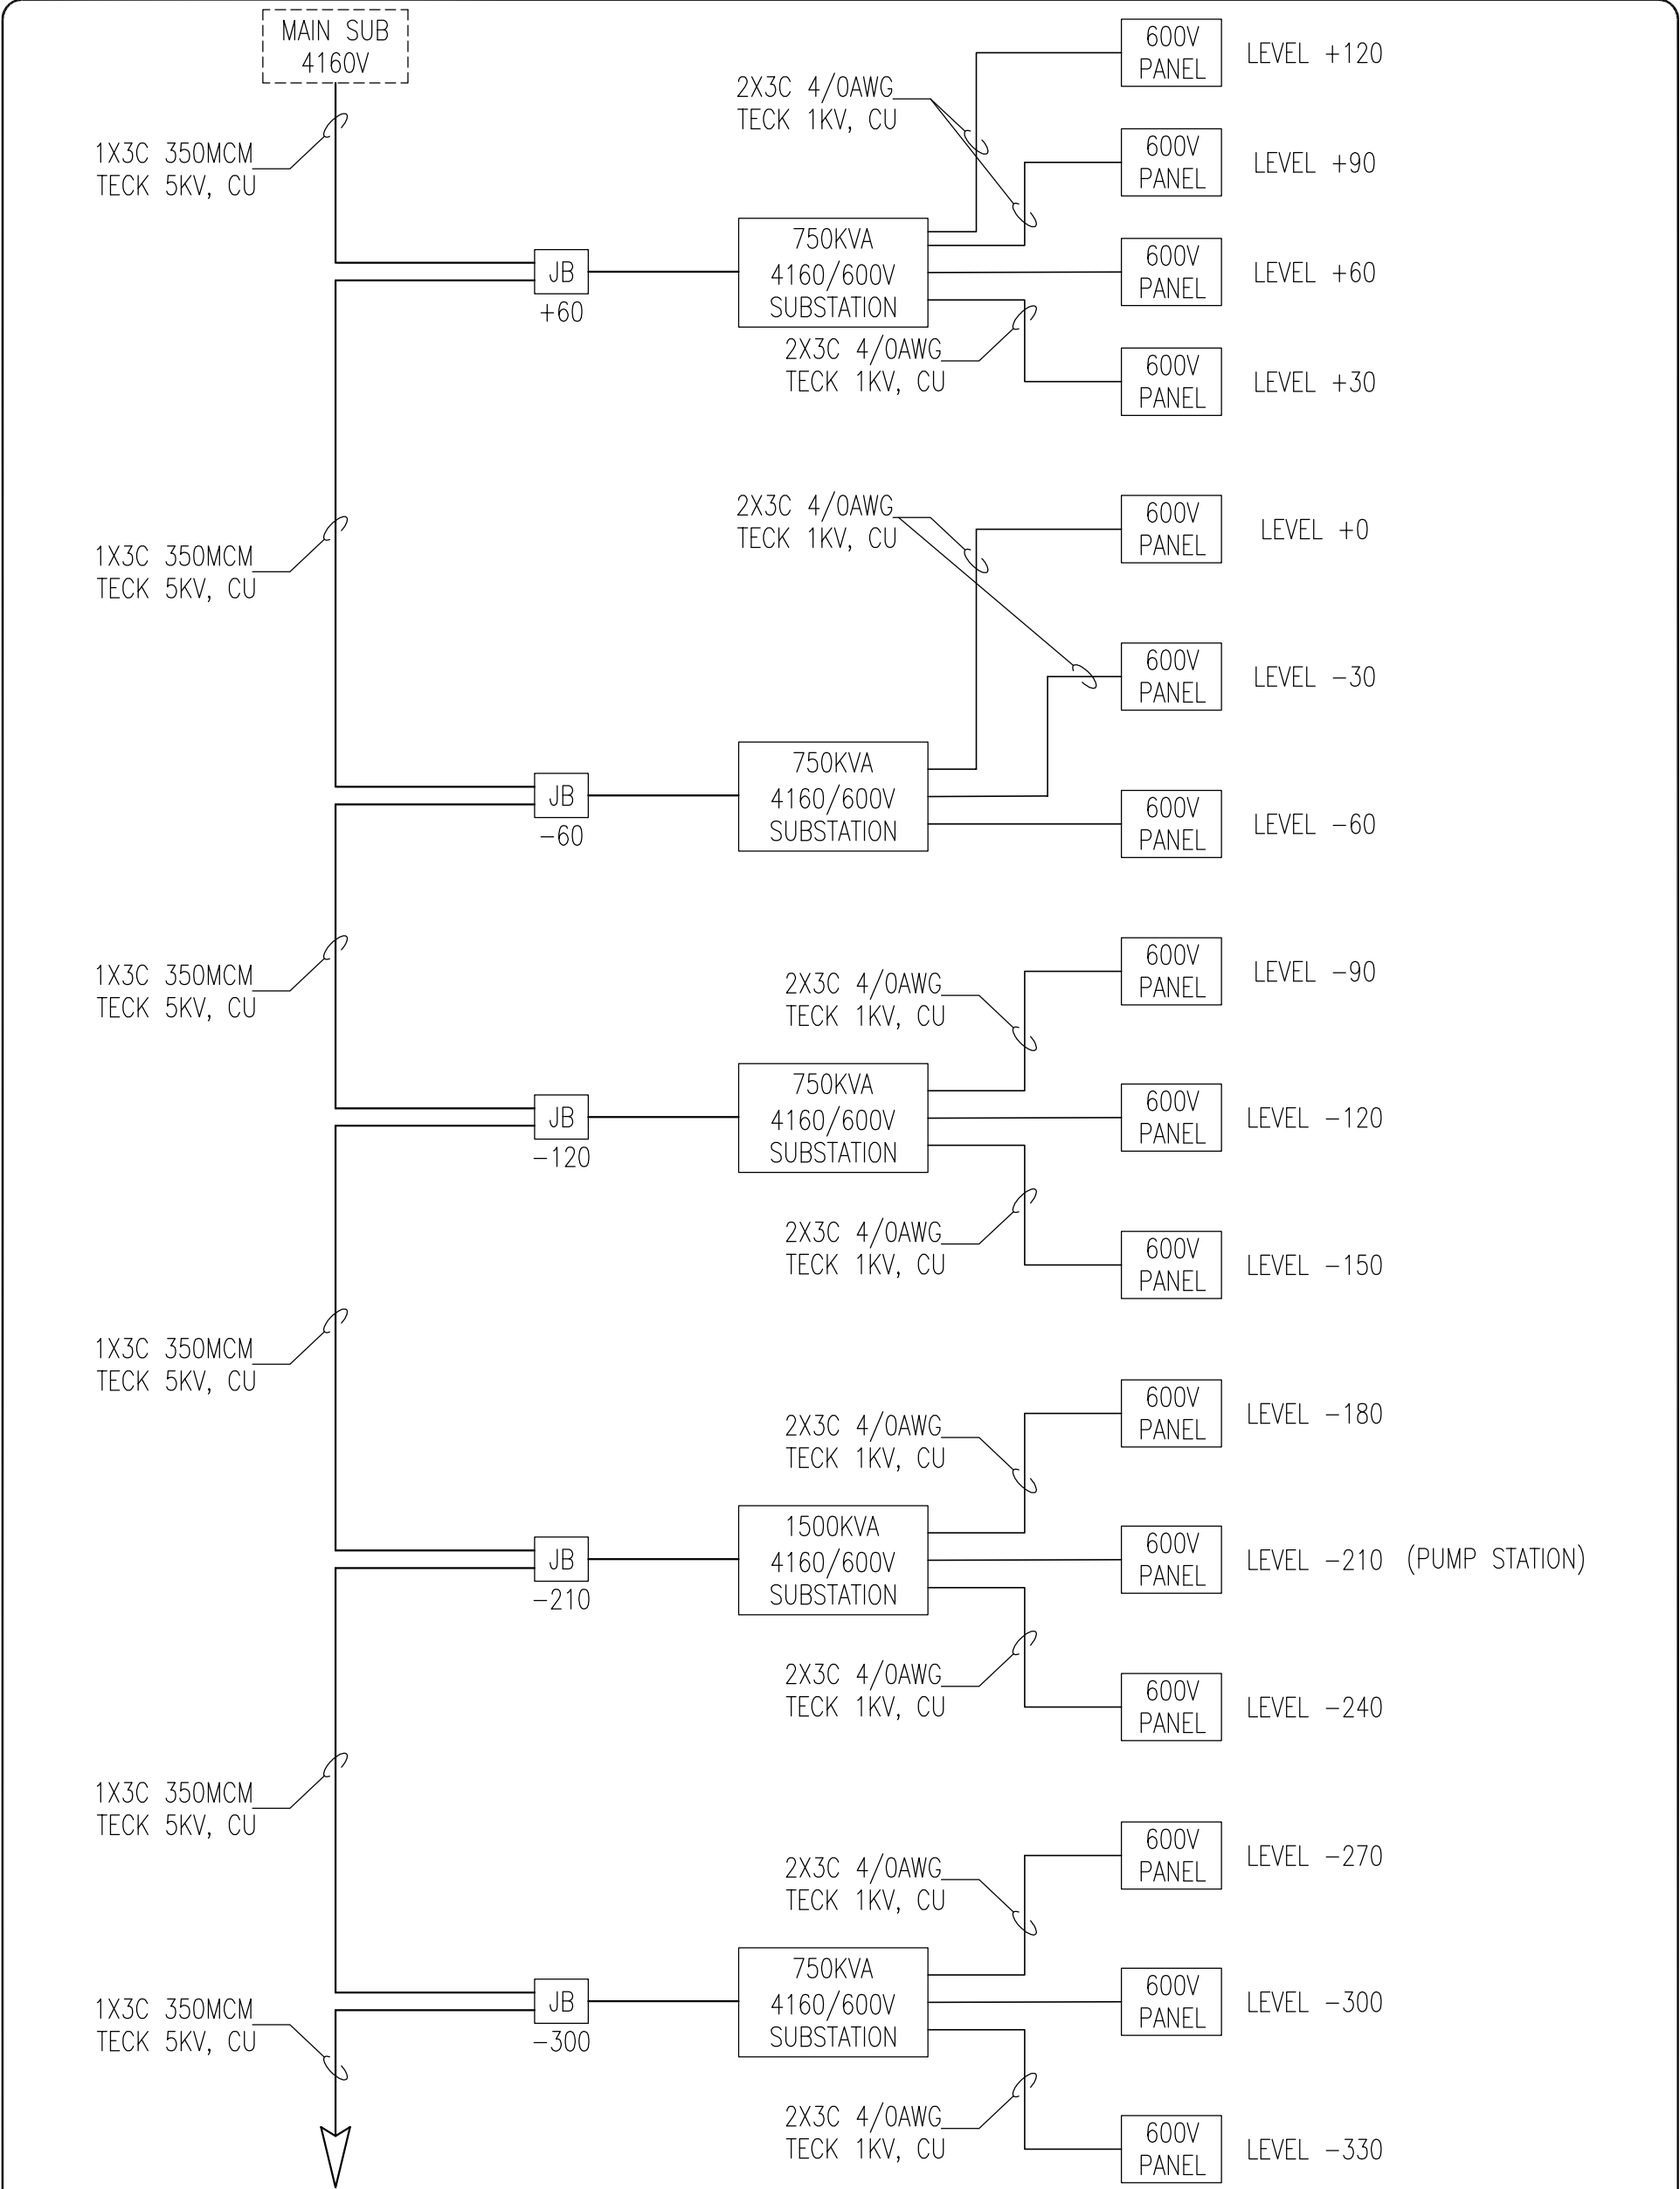 MAIN SUB
4160V
600V
PANEL
LEVEL +120
2X3C 4/0AWG
TECK 1KV, CU
1X3C 350MCM
TECK 5KV, CU
600V
PANEL
LEVEL +90
750KVA
4160/600V
SUBSTATION
JB
+60
600V
PANEL
LEVEL +60
2X3C 4/0AWG
TECK 1KV, CU
600V
PANEL
LEVEL +30
2X3C 4/0AWG
TECK 1KV, CU
600V
PANEL
LEVEL +0
1X3C 350MCM
TECK 5KV, CU
600V
PANEL
LEVEL -30
JB
-60
750KVA
4160/600V
SUBSTATION
600V
PANEL
LEVEL -60
1X3C 350MCM
TECK 5KV, CU
2X3C 4/0AWG
TECK 1KV, CU
600V
PANEL
LEVEL -90
JB
-120
750KVA
4160/600V
SUBSTATION
600V
PANEL
LEVEL -120
2X3C 4/0AWG
TECK 1KV, CU
600V
PANEL
LEVEL -150
1X3C 350MCM
TECK 5KV, CU
2X3C 4/0AWG
TECK 1KV, CU
600V
PANEL
LEVEL -180
JB
-210
1500KVA
4160/600V
SUBSTATION
600V
PANEL
LEVEL -210 (PUMP STATION)
2X3C 4/0AWG
TECK 1KV, CU
600V
PANEL
LEVEL -240
1X3C 350MCM
TECK 5KV, CU
2X3C 4/0AWG
TECK 1KV, CU
600V
PANEL
LEVEL -270
JB
-300
750KVA
4160/600V
SUBSTATION
600V
PANEL
LEVEL -300
1X3C 350MCM
TECK 5KV, CU
2X3C 4/0AWG
TECK 1KV, CU
600V
PANEL
LEVEL -330